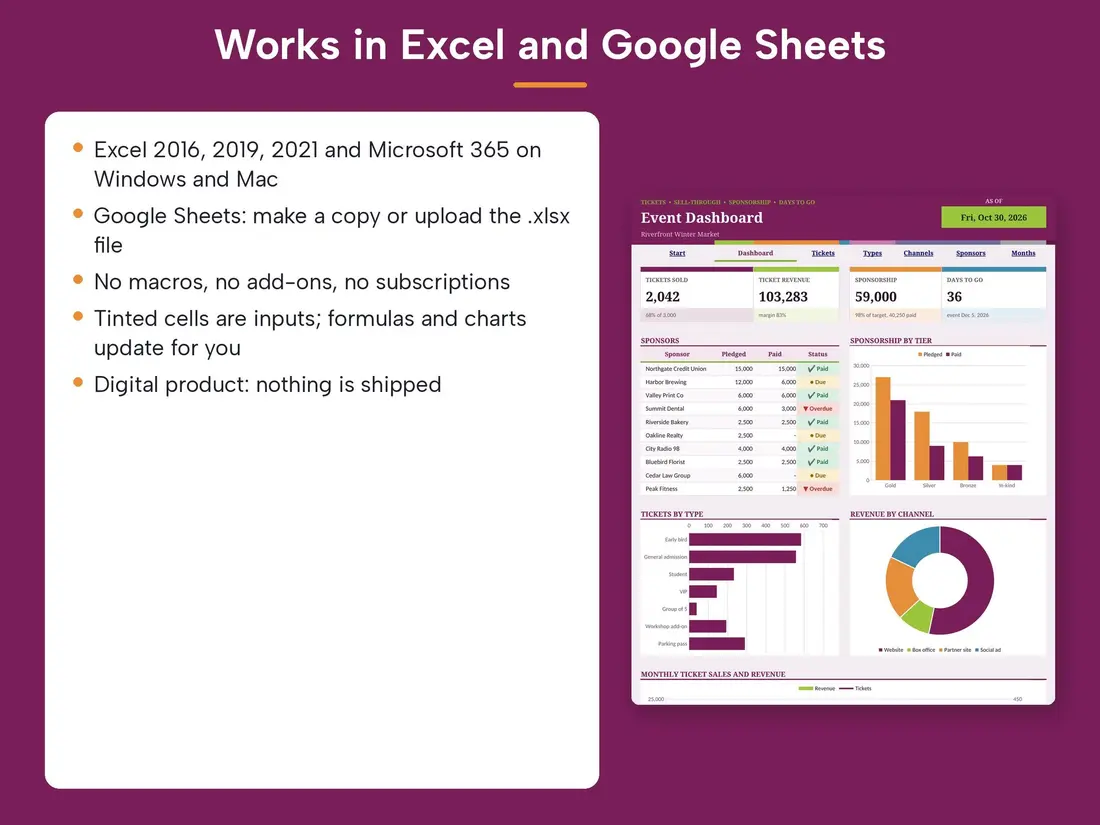 Works in Excel and Google Sheets
Excel 2016, 2019, 2021 and Microsoft 365 on
Windows and Mac
Google Sheets: make a copy or upload the .xlsx
file
No macros, no add-ons, no subscriptions
Tinted cells are inputs; formulas and charts
update for you
Digital product: nothing is shipped
TICKETS • SELL-THROUGH • SPONSORSHIP • DAYS TO GO
Event Dashboard
Riverfront Winter Market
AS OF
Fri, Oct 30, 2026
Start Dashboard Tickets Types Channels Sponsors Months
TICKETS SOLD TICKET REVENUE SPONSORSHIP DAYS TO GO
2,042 103,283 59,000 36
68% of 3,000 margin 83% 98% of target, 40,250 paid event Dec 5, 2026
SPONSORS
Sponsor Pledged Paid Status
Northgate Credit Union 15,000 15,000 ✔ Paid
Harbor Brewing 12,000 6,000 ● Due
Valley Print Co 6,000 6,000 ✔ Paid
Summit Dental 6,000 3,000 ▼ Overdue
Riverside Bakery 2,500 2,500 ✔ Paid
Oakline Realty 2,500 - ● Due
City Radio 98 4,000 4,000 ✔ Paid
Bluebird Florist 2,500 2,500 ✔ Paid
Cedar Law Group 6,000 - ● Due
Peak Fitness 2,500 1,250 ▼ Overdue
SPONSORSHIP BY TIER
Pledged Paid
30,000
25,000
20,000
15,000
10,000
5,000
0
Gold Silver Bronze In-kind
TICKETS BY TYPE
0 100 200 300 400 500 600 700
Early bird
General admission
Student
VIP
Group of 5
Workshop add-on
Parking pass
REVENUE BY CHANNEL
Website Box office Partner site Social ad
MONTHLY TICKET SALES AND REVENUE
Revenue Tickets
25,000 450